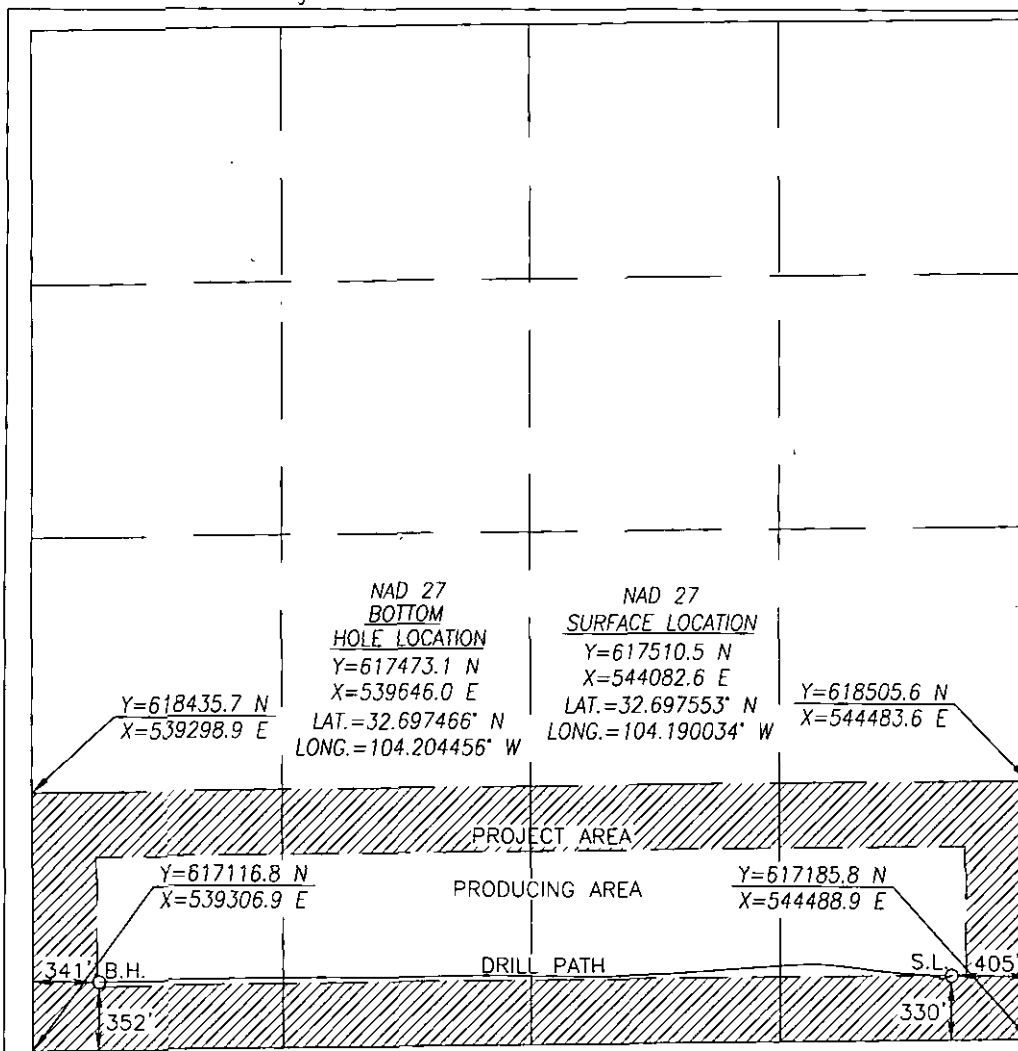 NAD 27
BOTTOM
HOLE LOCATION
Y=617473.1 N
X=539646.0 E
LAT.=32.697466° N
LONG.=104.204456° W
NAD 27
SURFACE LOCATION
Y=617510.5 N
X=544082.6 E
LAT.=32.697553° N
LONG.=104.190034° W
Y=618435.7 N
X=539298.9 E
Y=618505.6 N
X=544483.6 E
PROJECT AREA
Y=617116.8 N
X=539306.9 E
PRODUCING AREA
Y=617185.8 N
X=544488.9 E
341'
B.H.
DRILL PATH
S.L.
405'
352'
330'